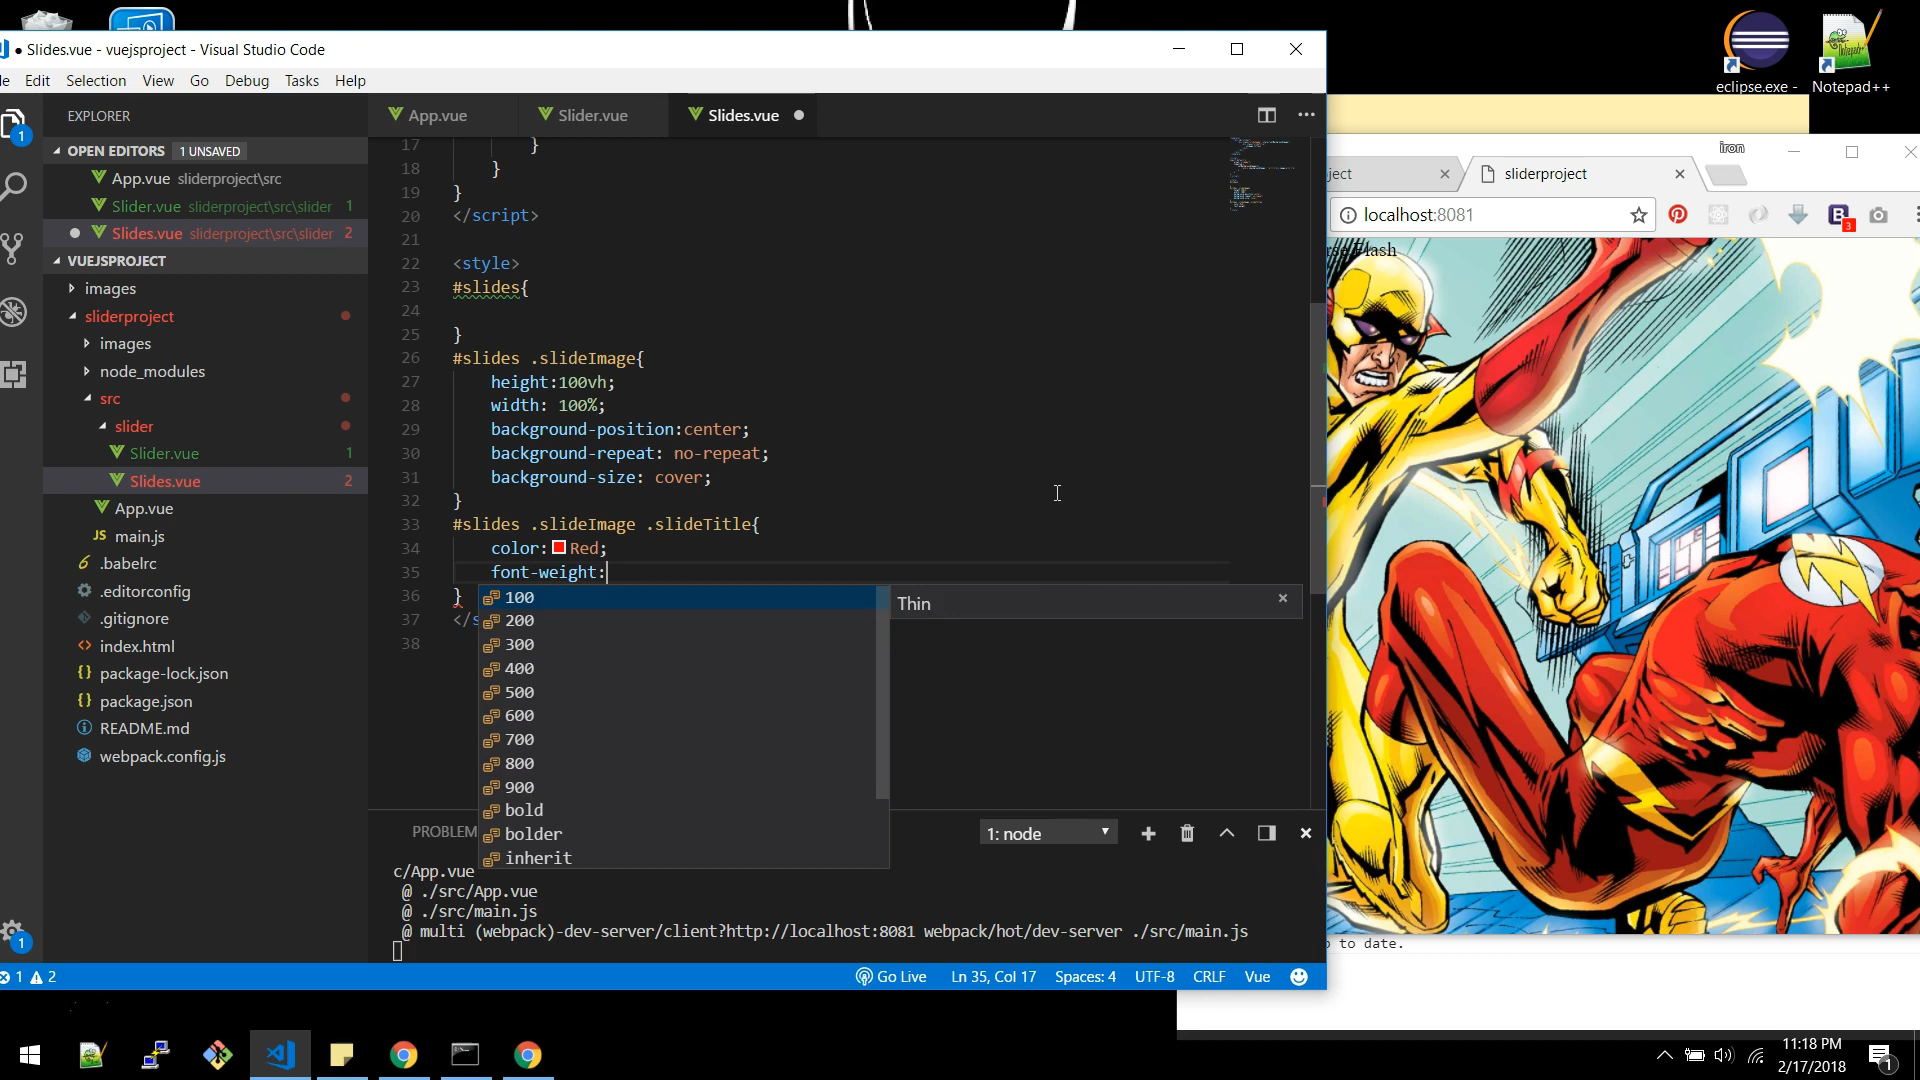 eclipse.exe -
Notepad++
Slides.vue - vuejsproject - Visual Studio Code
Edit Selection View Go Debug Tasks Help
EXPLORER
App.vue
Slider.vue
Slides.vue
OPEN EDITORS 1 UNSAVED
App.vue sliderproject\src
Slider.vue sliderproject\src\slider 1
Slides.vue sliderproject\src\slider 2
VUEJSPROJECT
images
sliderproject
images
node_modules
src
slider
Slider.vue 1
Slides.vue 2
App.vue
JS main.js
.babelrc
.editorconfig
.gitignore
index.html
package-lock.json
package.json
README.md
webpack.config.js
17 }
18 }
19 }
20 </script>
21
22 <style>
23 #slides{
24
25 }
26 #slides .slideImage{
27 height:100vh;
28 width: 100%;
29 background-position:center;
30 background-repeat: no-repeat;
31 background-size: cover;
32 }
33 #slides .slideImage .slideTitle{
34 color: Red;
35 font-weight:
36 }
37 </s
38
100
200
300
400
500
600
700
800
900
bold
bolder
inherit
Thin
PROBLEM
1: node
c/App.vue
@ ./src/App.vue
@ ./src/main.js
@ multi (webpack)-dev-server/client?http://localhost:8081 webpack/hot/dev-server ./src/main.js
1 2
Go Live Ln 35, Col 17 Spaces: 4 UTF-8 CRLF Vue
iron
ject
sliderproject
localhost:8081
3
Flash
to date.
11:18 PM
2/17/2018
1